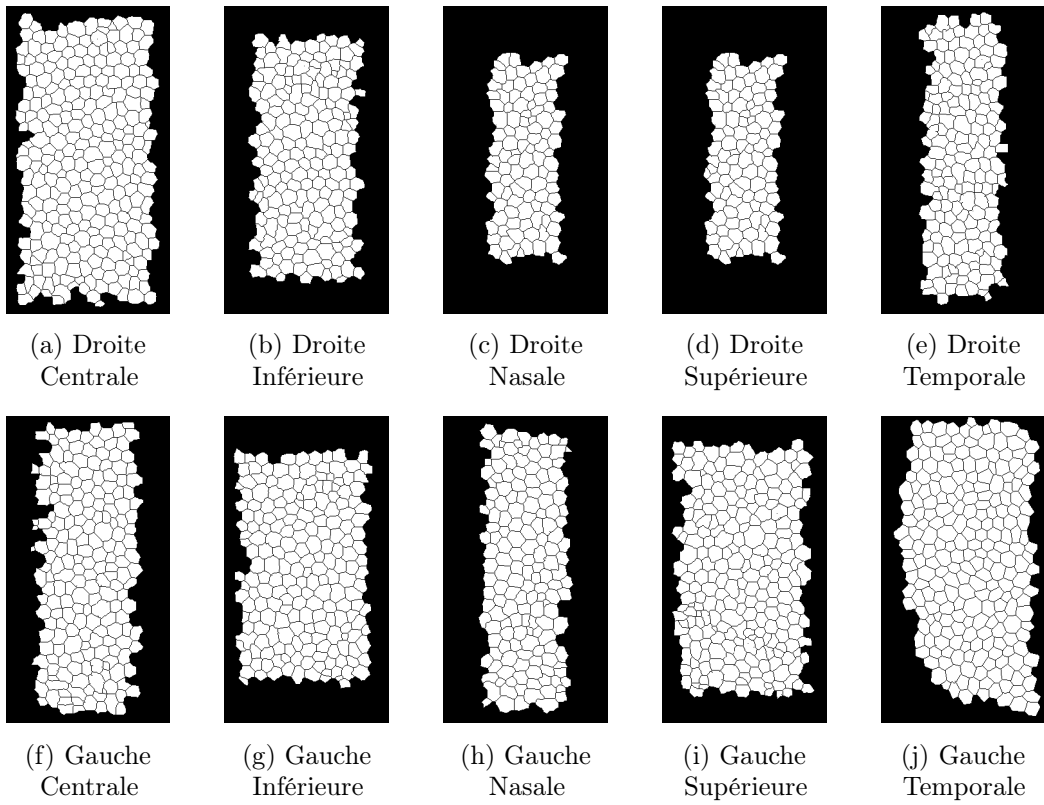 (a) Droite
Centrale
(b) Droite
Inférieure
(c) Droite
Nasale
(d) Droite
Supérieure
(e) Droite
Temporale
(f) Gauche
Centrale
(g) Gauche
Inférieure
(h) Gauche
Nasale
(i) Gauche
Supérieure
(j) Gauche
Temporale